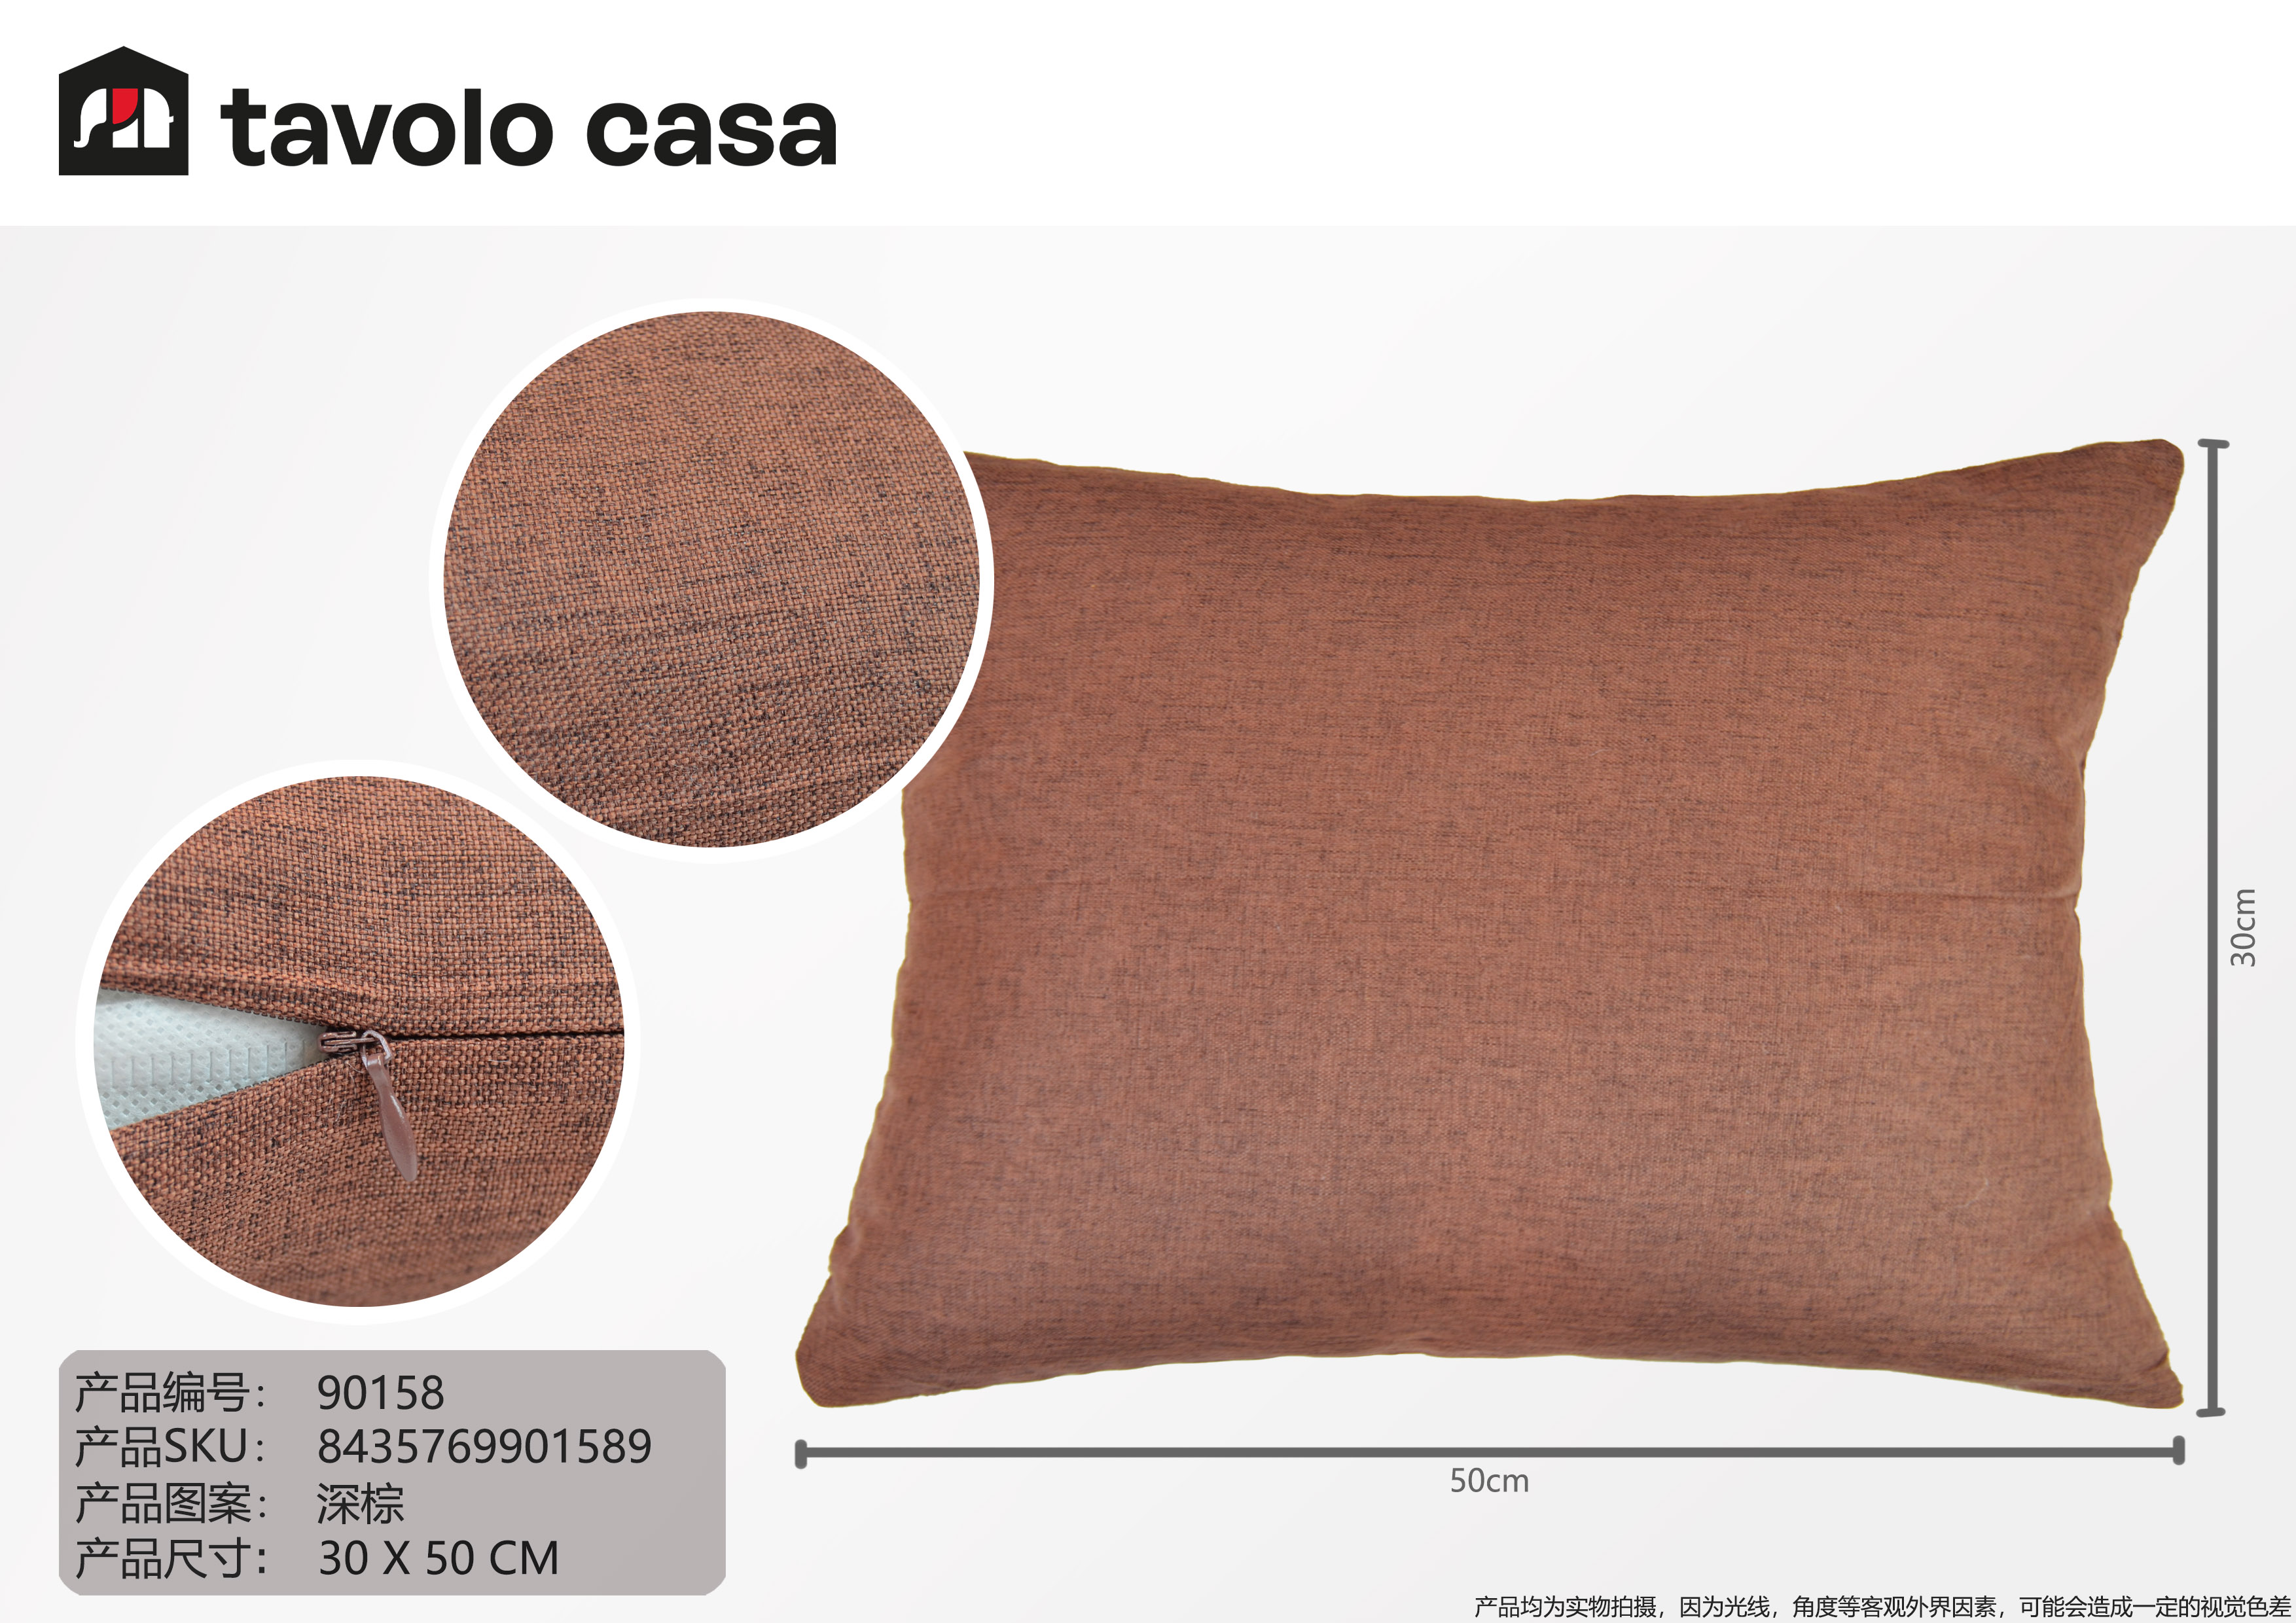 tavolo casa
30cm
50cm
产品编号： 90158
产品SKU： 8435769901589
产品图案： 深棕
产品尺寸： 30 X 50 CM
产品均为实物拍摄，因为光线，角度等客观外界因素，可能会造成一定的视觉色差